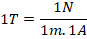 1T = 1N / 1m.1A